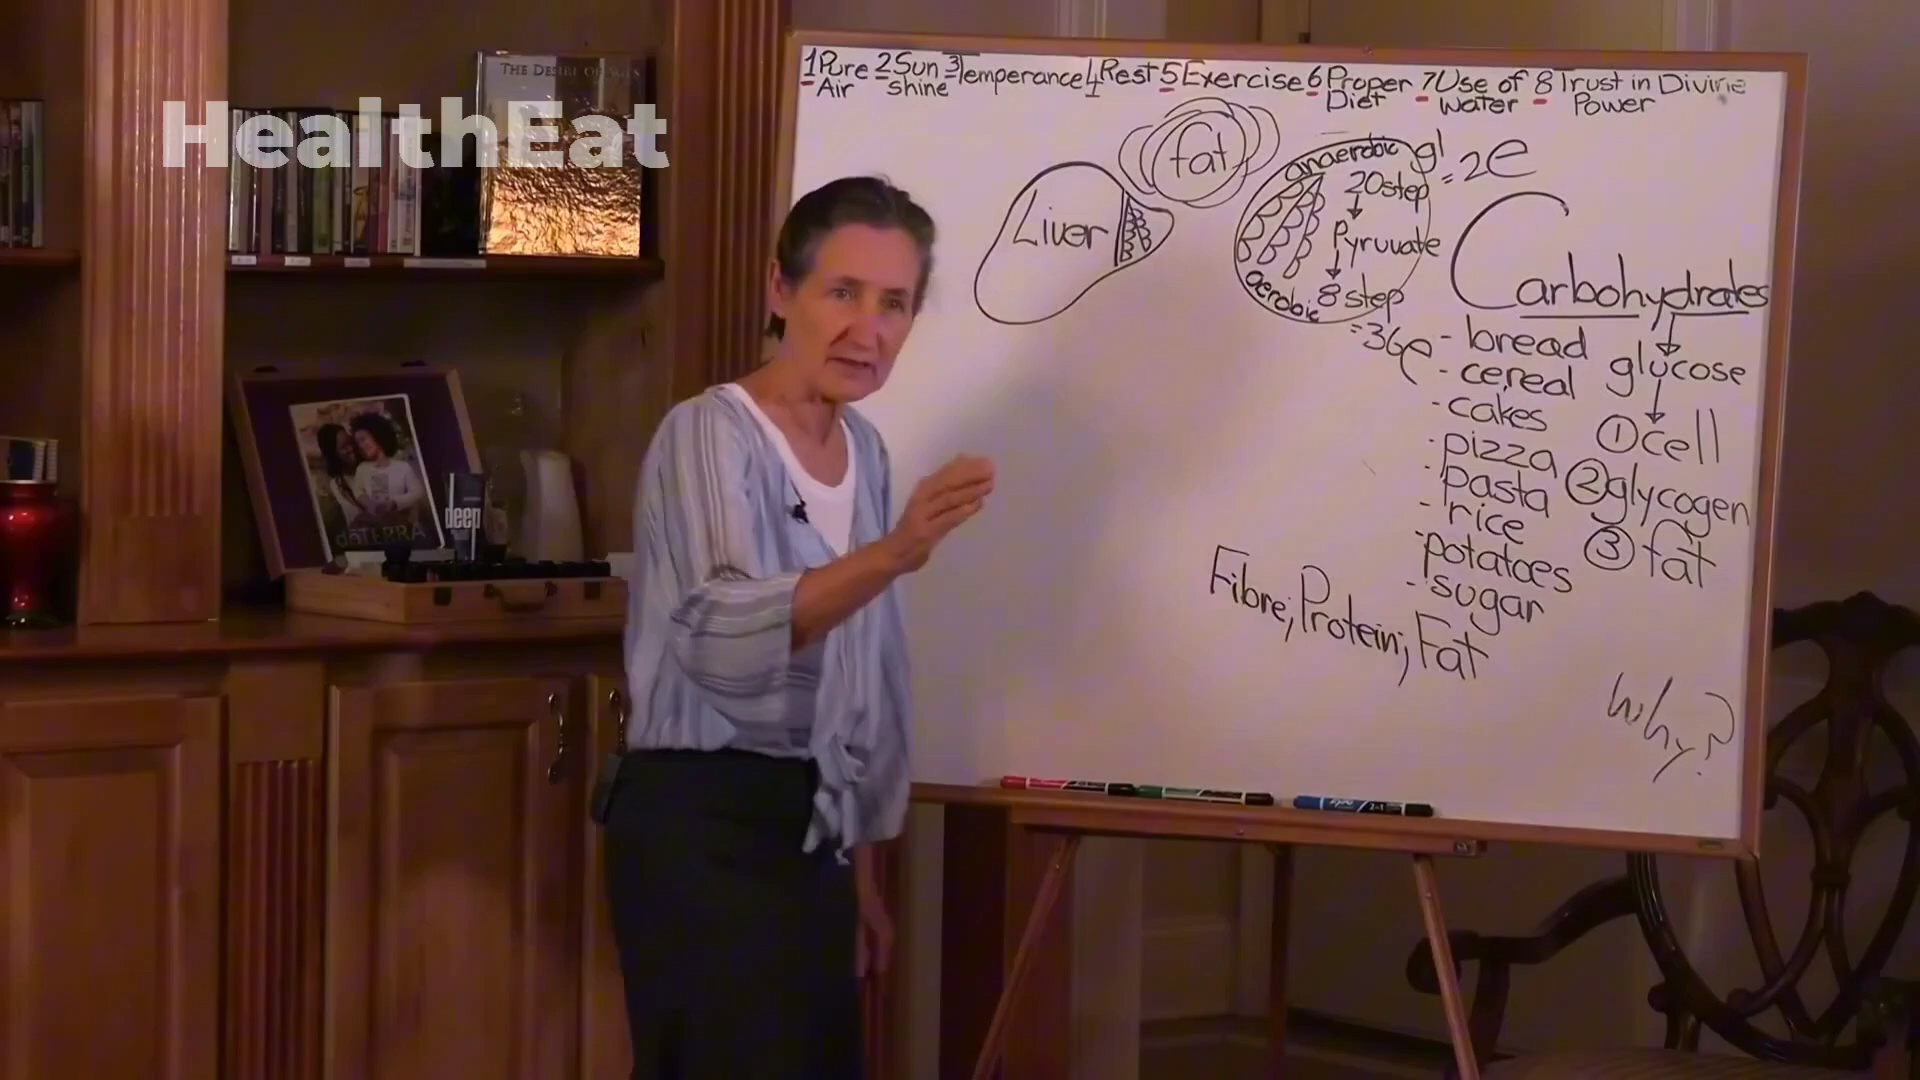 HealthEat
THE DESIRE OF AGES
1 Pure Air 2 Sun shine 3 Temperance 4 Rest 5 Exercise 6 Proper Diet 7 Use of Water 8 Trust in Divine Power
fat
Liver
anaerobic gl
20 step = 2e
Pyruvate
aerobic 8 step
= 36e
Carbohydrates
- bread
- cereal
- cakes
- pizza
- pasta
- rice
- potatoes
- sugar
glucose
① cell
② glycogen
③ fat
Fibre; Protein; Fat
Why?
doTERRA
deep